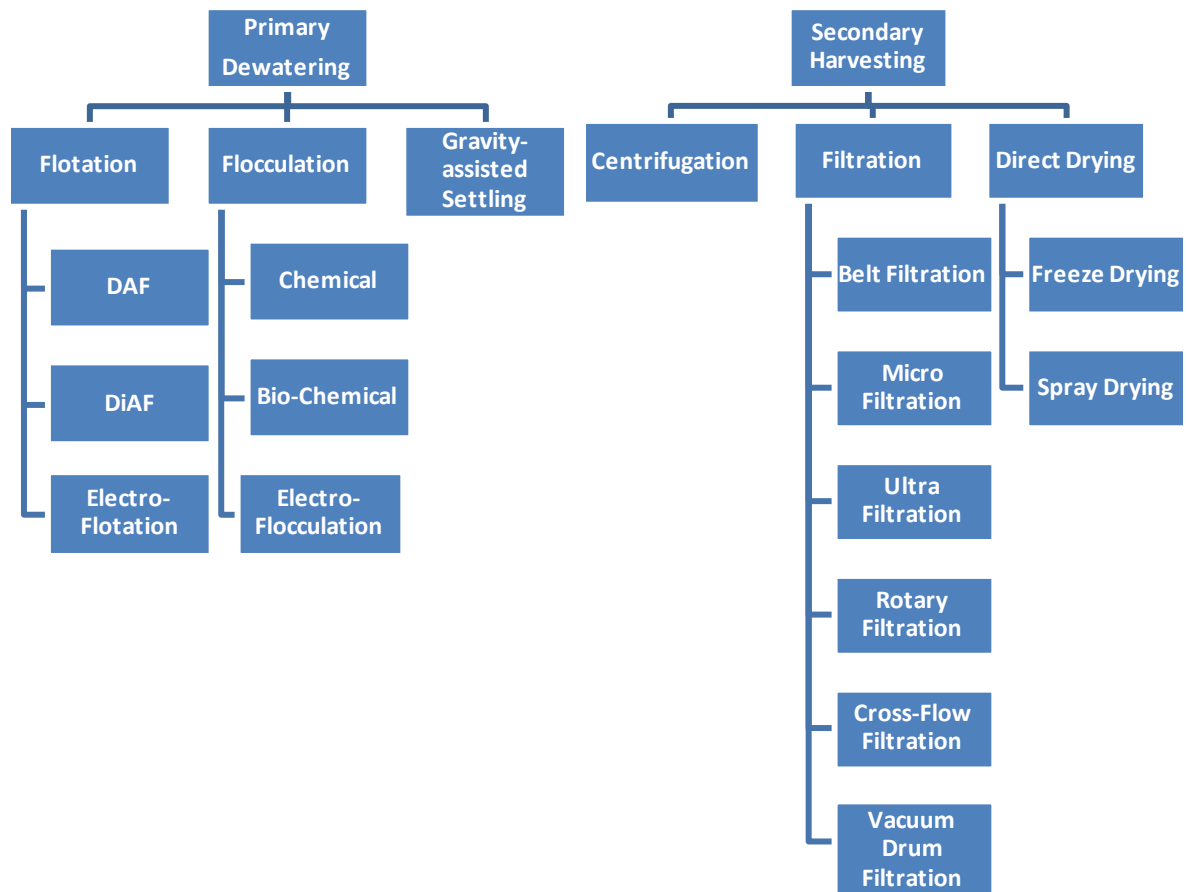 Primary
Dewatering
Flotation
Flocculation
Gravity-
assisted
Settling
DAF
DiAF
Electro-
Flotation
Chemical
Bio-Chemical
Electro-
Flocculation
Secondary
Harvesting
Centrifugation
Filtration
Direct Drying
Belt Filtration
Micro
Filtration
Ultra
Filtration
Rotary
Filtration
Cross-Flow
Filtration
Vacuum
Drum
Filtration
Freeze Drying
Spray Drying